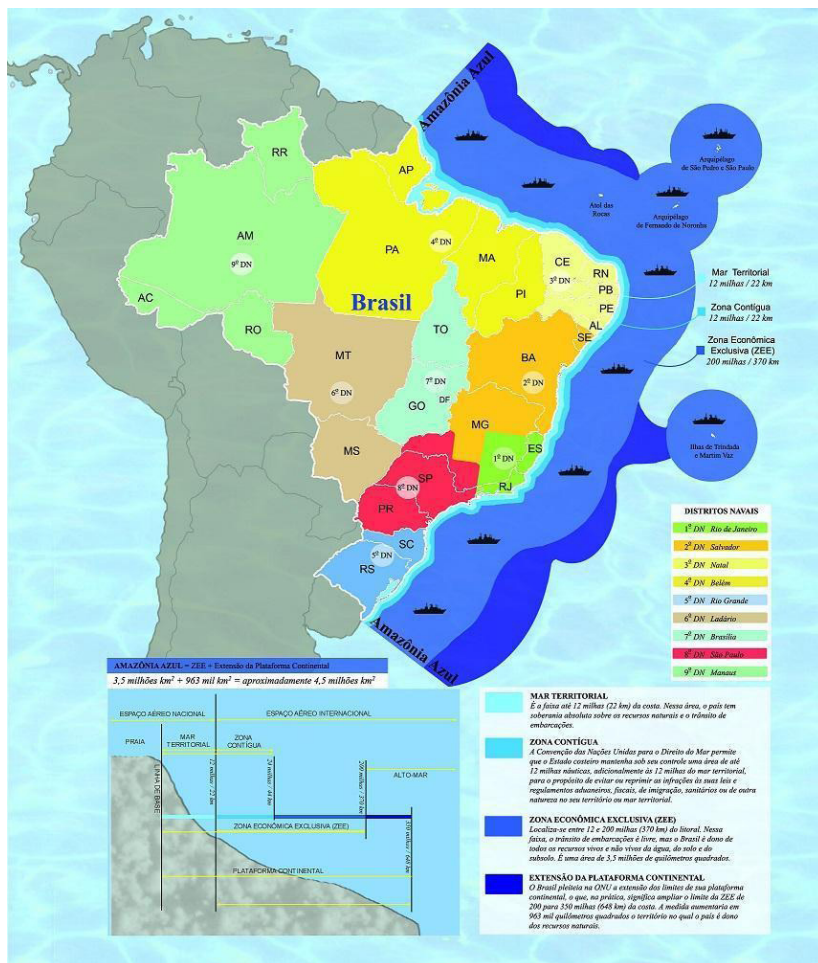 Amazônia Azul
Arquipélago
de São Pedro e São Paulo
Atol das
Rocas
Arquipélago
de Fernando de Noronha
RR
AP
AM
9º DN
PA
4º DN
MA
CE
3º DN
RN
PB
PE
AL
SE
PI
AC
RO
Brasil
TO
MT
6º DN
BA
2º DN
7º DN
GO
DF
MG
MS
ES
1º DN
RJ
SP
8º DN
PR
SC
5º DN
RS
Mar Territorial
12 milhas / 22 km
Zona Contígua
12 milhas / 22 km
Zona Econômica
Exclusiva (ZEE)
200 milhas / 370 km
Ilhas de Trindada
e Martim Vaz
Amazônia Azul
DISTRITOS NAVAIS
1º DN Rio de Janeiro
2º DN Salvador
3º DN Natal
4º DN Belém
5º DN Rio Grande
6º DN Ladário
7º DN Brasília
8º DN São Paulo
9º DN Manaus
AMAZÔNIA AZUL = ZEE + Extensão da Plataforma Continental
3,5 milhões km² + 963 mil km² = aproximadamente 4,5 milhões km²
ESPAÇO AÉREO NACIONAL
ESPAÇO AÉREO INTERNACIONAL
PRAIA
MAR
TERRITORIAL
ZONA
CONTÍGUA
ALTO-MAR
LINHA DE BASE
12 milhas / 22 km
24 milhas / 44 km
200 milhas / 370 km
350 milhas / 648 km
ZONA ECONÔMICA EXCLUSIVA (ZEE)
PLATAFORMA CONTINENTAL
MAR TERRITORIAL
É a faixa até 12 milhas (22 km) da costa. Nessa área, o país tem
soberania absoluta sobre os recursos naturais e o trânsito de
embarcações.
ZONA CONTÍGUA
A Convenção das Nações Unidas para o Direito do Mar permite
que o Estado costeiro mantenha sob seu controle uma área de até
12 milhas náuticas, adicionalmente às 12 milhas do mar territorial,
para o propósito de evitar ou reprimir as infrações às suas leis e
regulamentos aduaneiros, fiscais, de imigração, sanitários ou de outra
natureza no seu território ou mar territorial.
ZONA ECONÔMICA EXCLUSIVA (ZEE)
Localiza-se entre 12 e 200 milhas (370 km) do litoral. Nessa
faixa, o trânsito de embarcações é livre, mas o Brasil é dono de
todos os recursos vivos e não vivos da água, do solo e do
subsolo. É uma área de 3,5 milhões de quilômetros quadrados.
EXTENSÃO DA PLATAFORMA CONTINENTAL
O Brasil pleiteia na ONU a extensão dos limites de sua plataforma
continental, o que, na prática, significa ampliar o limite da ZEE de
200 para 350 milhas (648 km) da costa. A medida aumentaria em
963 mil quilômetros quadrados o território no qual o país é dono
dos recursos naturais.